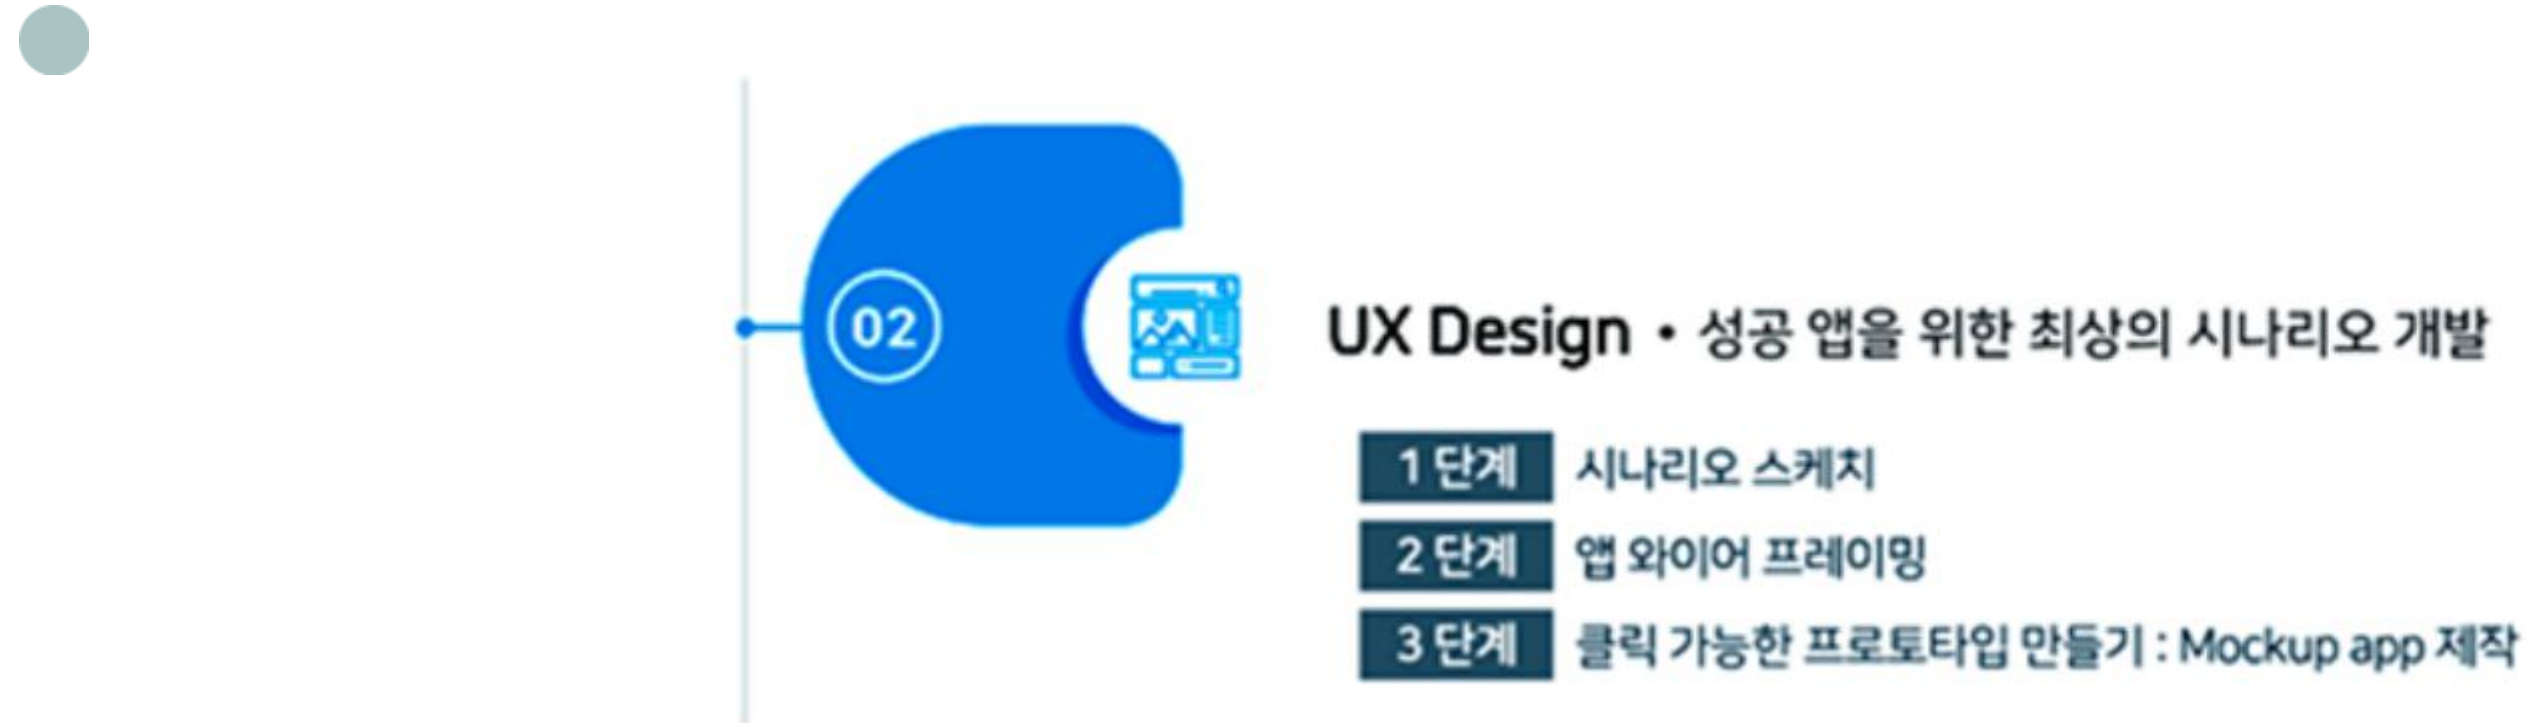 02
UX Design • 성공 앱을 위한 최상의 시나리오 개발
1 단계 시나리오 스케치
2 단계 앱 와이어 프레이밍
3 단계 클릭 가능한 프로토타입 만들기 : Mockup app 제작